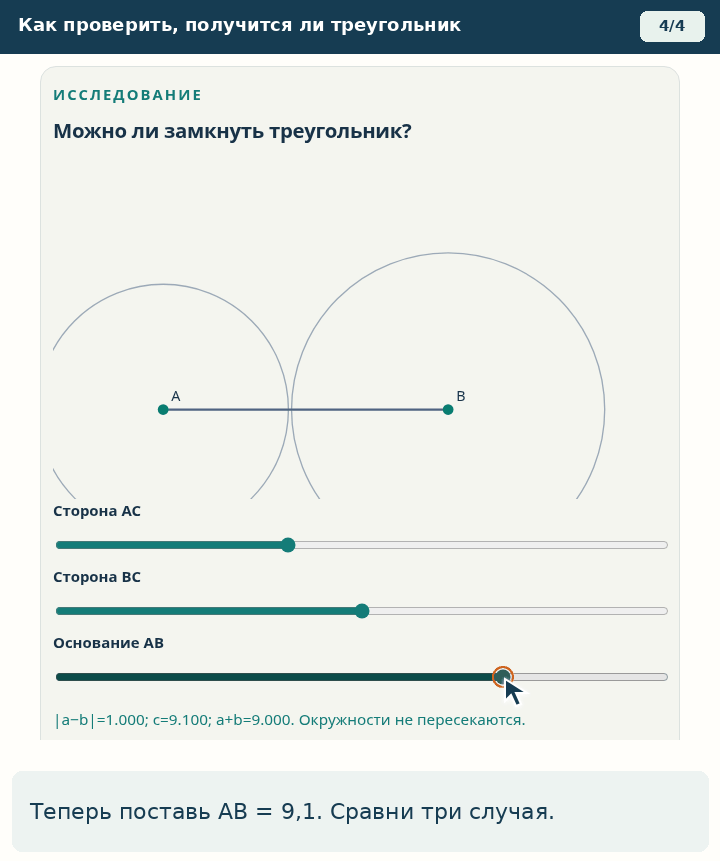 Как проверить, получится ли треугольник
4/4
ИССЛЕДОВАНИЕ
Можно ли замкнуть треугольник?
A
B
Сторона AC
Сторона BC
Основание AB
|a−b|=1.000; c=9.100; a+b=9.000. Окружности не пересекаются.
Теперь поставь AB = 9,1. Сравни три случая.